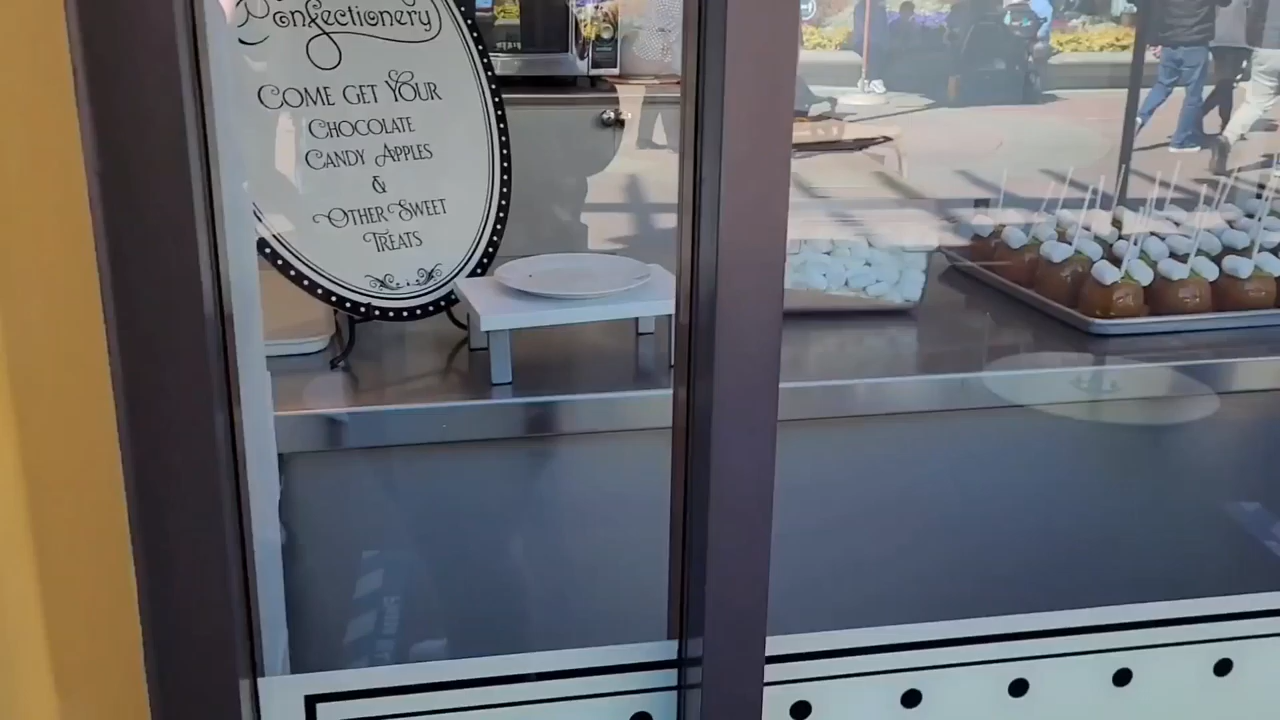 Confectionery
COME GET YOUR
CHOCOLATE
CANDY APPLES
&
OTHER SWEET
TREATS